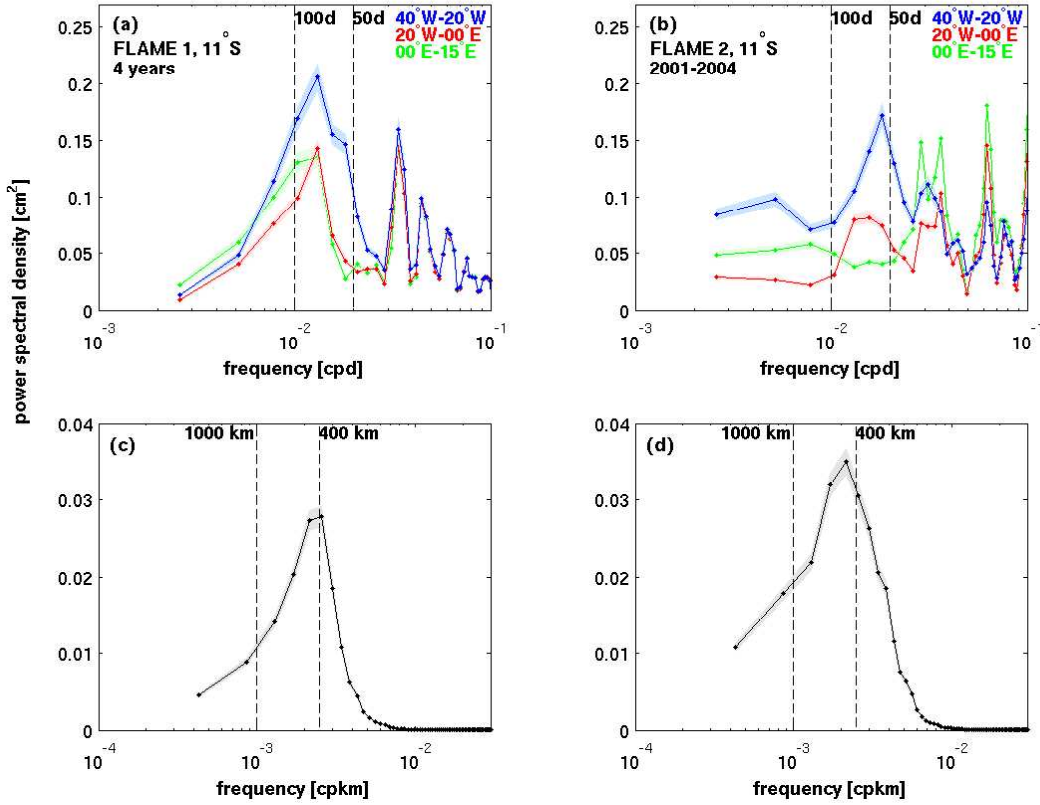 (a)
100d
50d
40°W-20°W
20°W-00°E
00°E-15°E
FLAME 1, 11°S
4 years
0.25
0.2
0.15
0.1
0.05
0
10⁻³
10⁻²
10⁻¹
frequency [cpd]
(b)
100d
50d
40°W-20°W
20°W-00°E
00°E-15°E
FLAME 2, 11°S
2001-2004
0.25
0.2
0.15
0.1
0.05
0
10⁻³
10⁻²
10⁻¹
frequency [cpd]
power spectral density [cm²]
(c)
1000 km
400 km
0.04
0.03
0.02
0.01
0
10⁻⁴
10⁻³
10⁻²
frequency [cpkm]
(d)
1000 km
400 km
0.04
0.03
0.02
0.01
0
10⁻⁴
10⁻³
10⁻²
frequency [cpkm]